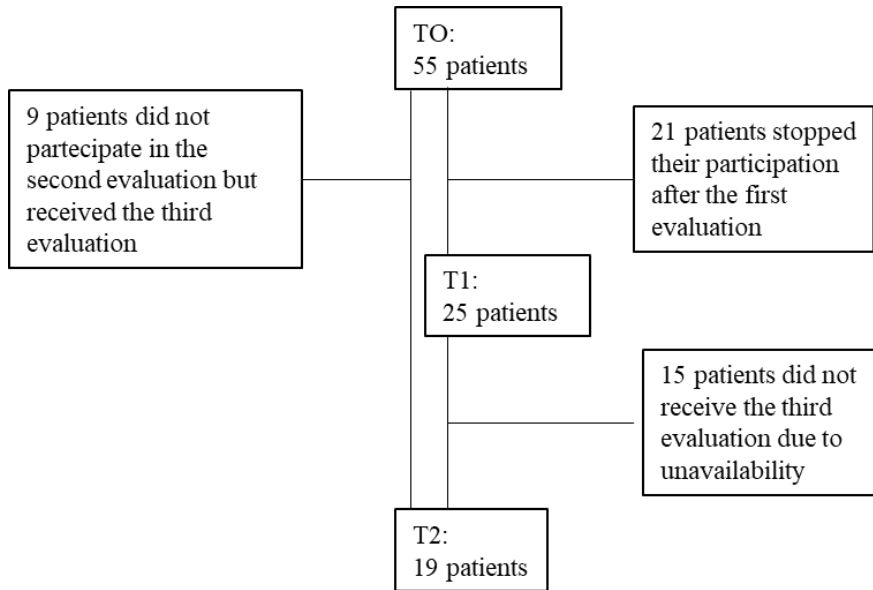 TO:
55 patients
9 patients did not
partecipate in the
second evaluation but
received the third
evaluation
21 patients stopped
their participation
after the first
evaluation
T1:
25 patients
15 patients did not
receive the third
evaluation due to
unavailability
T2:
19 patients